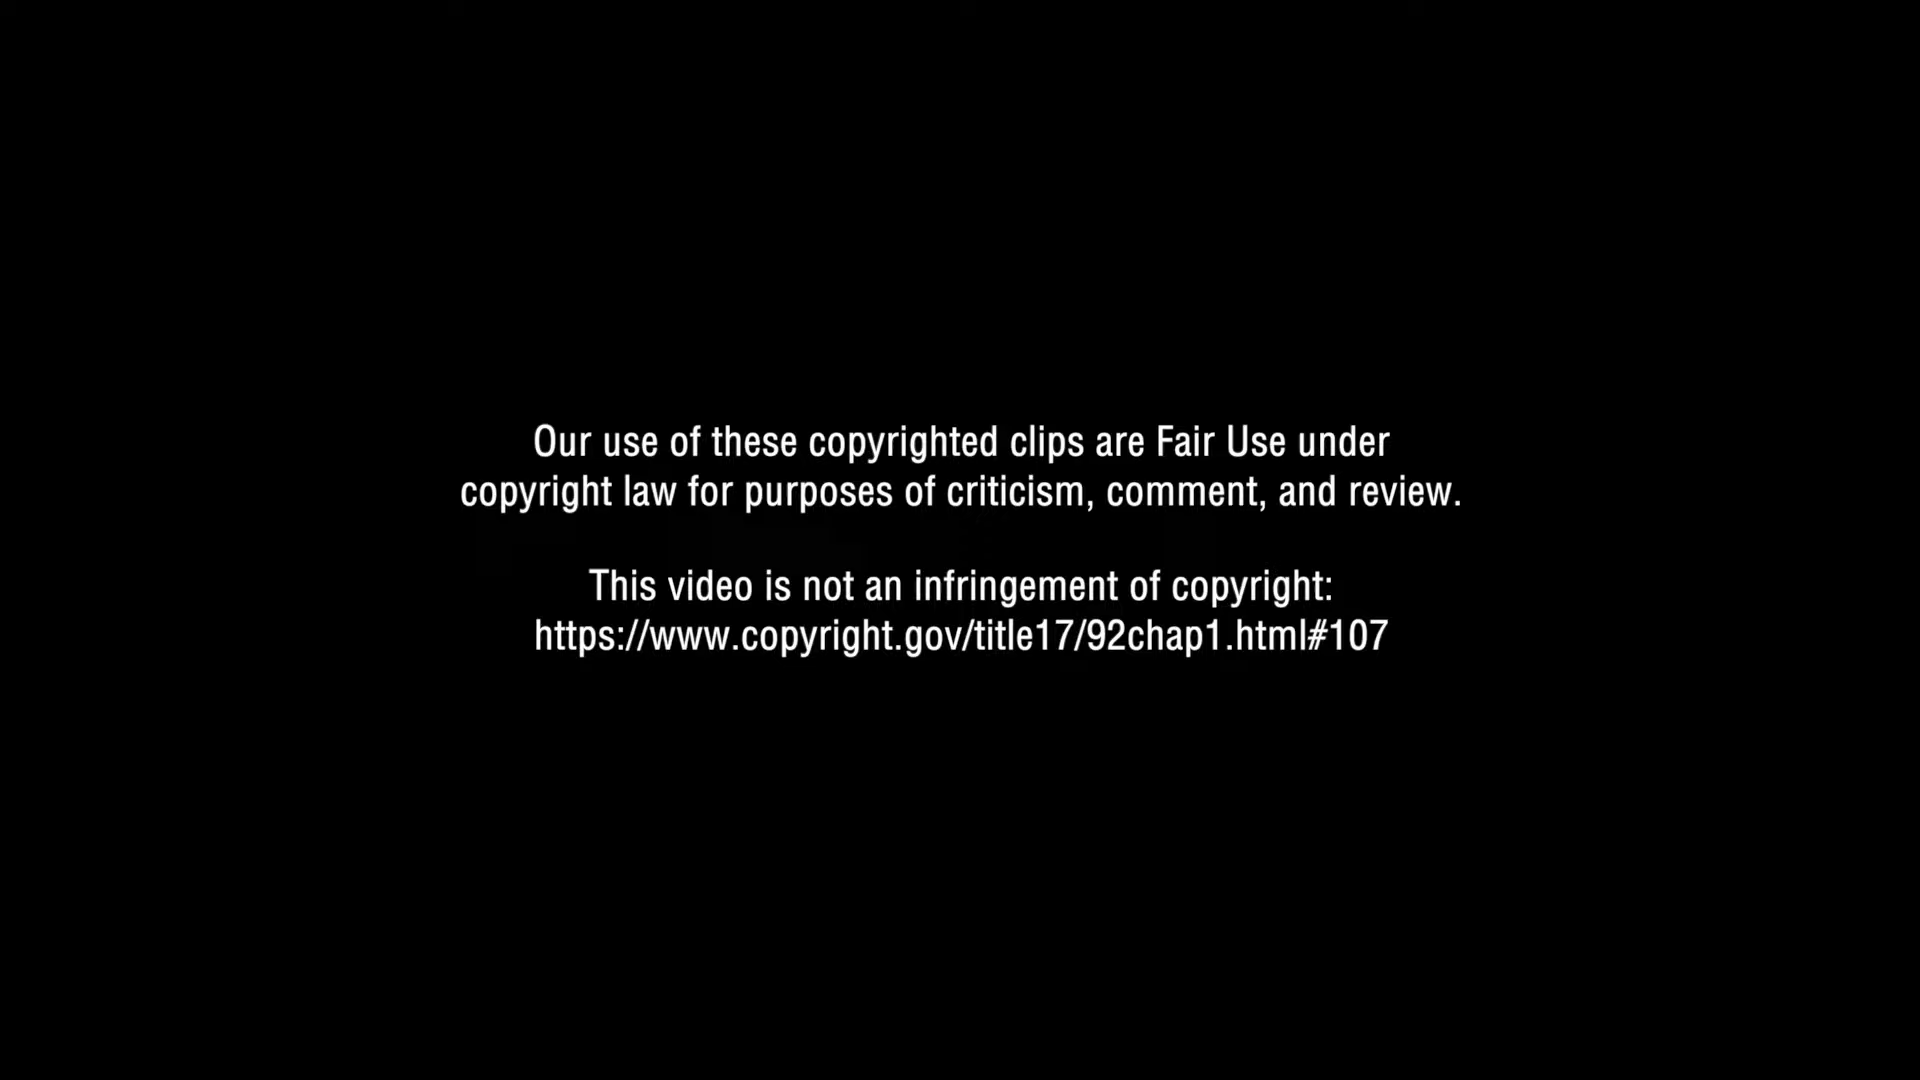 Our use of these copyrighted clips are Fair Use under
copyright law for purposes of criticism, comment, and review.
This video is not an infringement of copyright:
https://www.copyright.gov/title17/92chap1.html#107